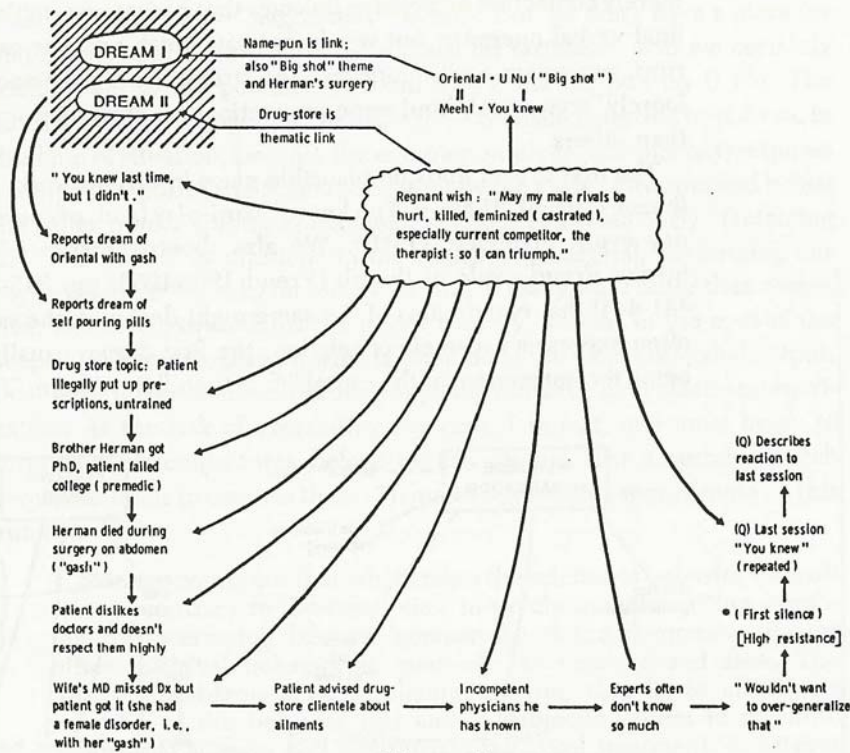 DREAM I
DREAM II
Name-pun is link;
also "Big shot" theme
and Herman's surgery
Drug-store is
thematic link
Oriental • U Nu ("Big shot")
Meehl • You knew
"You knew last time,
but I didn't."
Regnant wish: "May my male rivals be
hurt, killed, feminized (castrated),
especially current competitor, the
therapist: so I can triumph."
Reports dream of
Oriental with gash
Reports dream of
self pouring pills
Drug store topic: Patient
illegally put up pre-
scriptions, untrained
Brother Herman got
PhD, patient failed
college (premedic)
Herman died during
surgery on abdomen
("gash")
Patient dislikes
doctors and doesn't
respect them highly
Wife's MD missed Dx but
patient got it (she had
a female disorder, i.e.,
with her "gash")
Patient advised drug-
store clientele about
ailments
Incompetent
physicians he
has known
Experts often
don't know
so much
"Wouldn't want
to over-generalize
that"
[High resistance]
• (First silence)
(Q) Last session
"You knew"
(repeated)
(Q) Describes
reaction to
last session